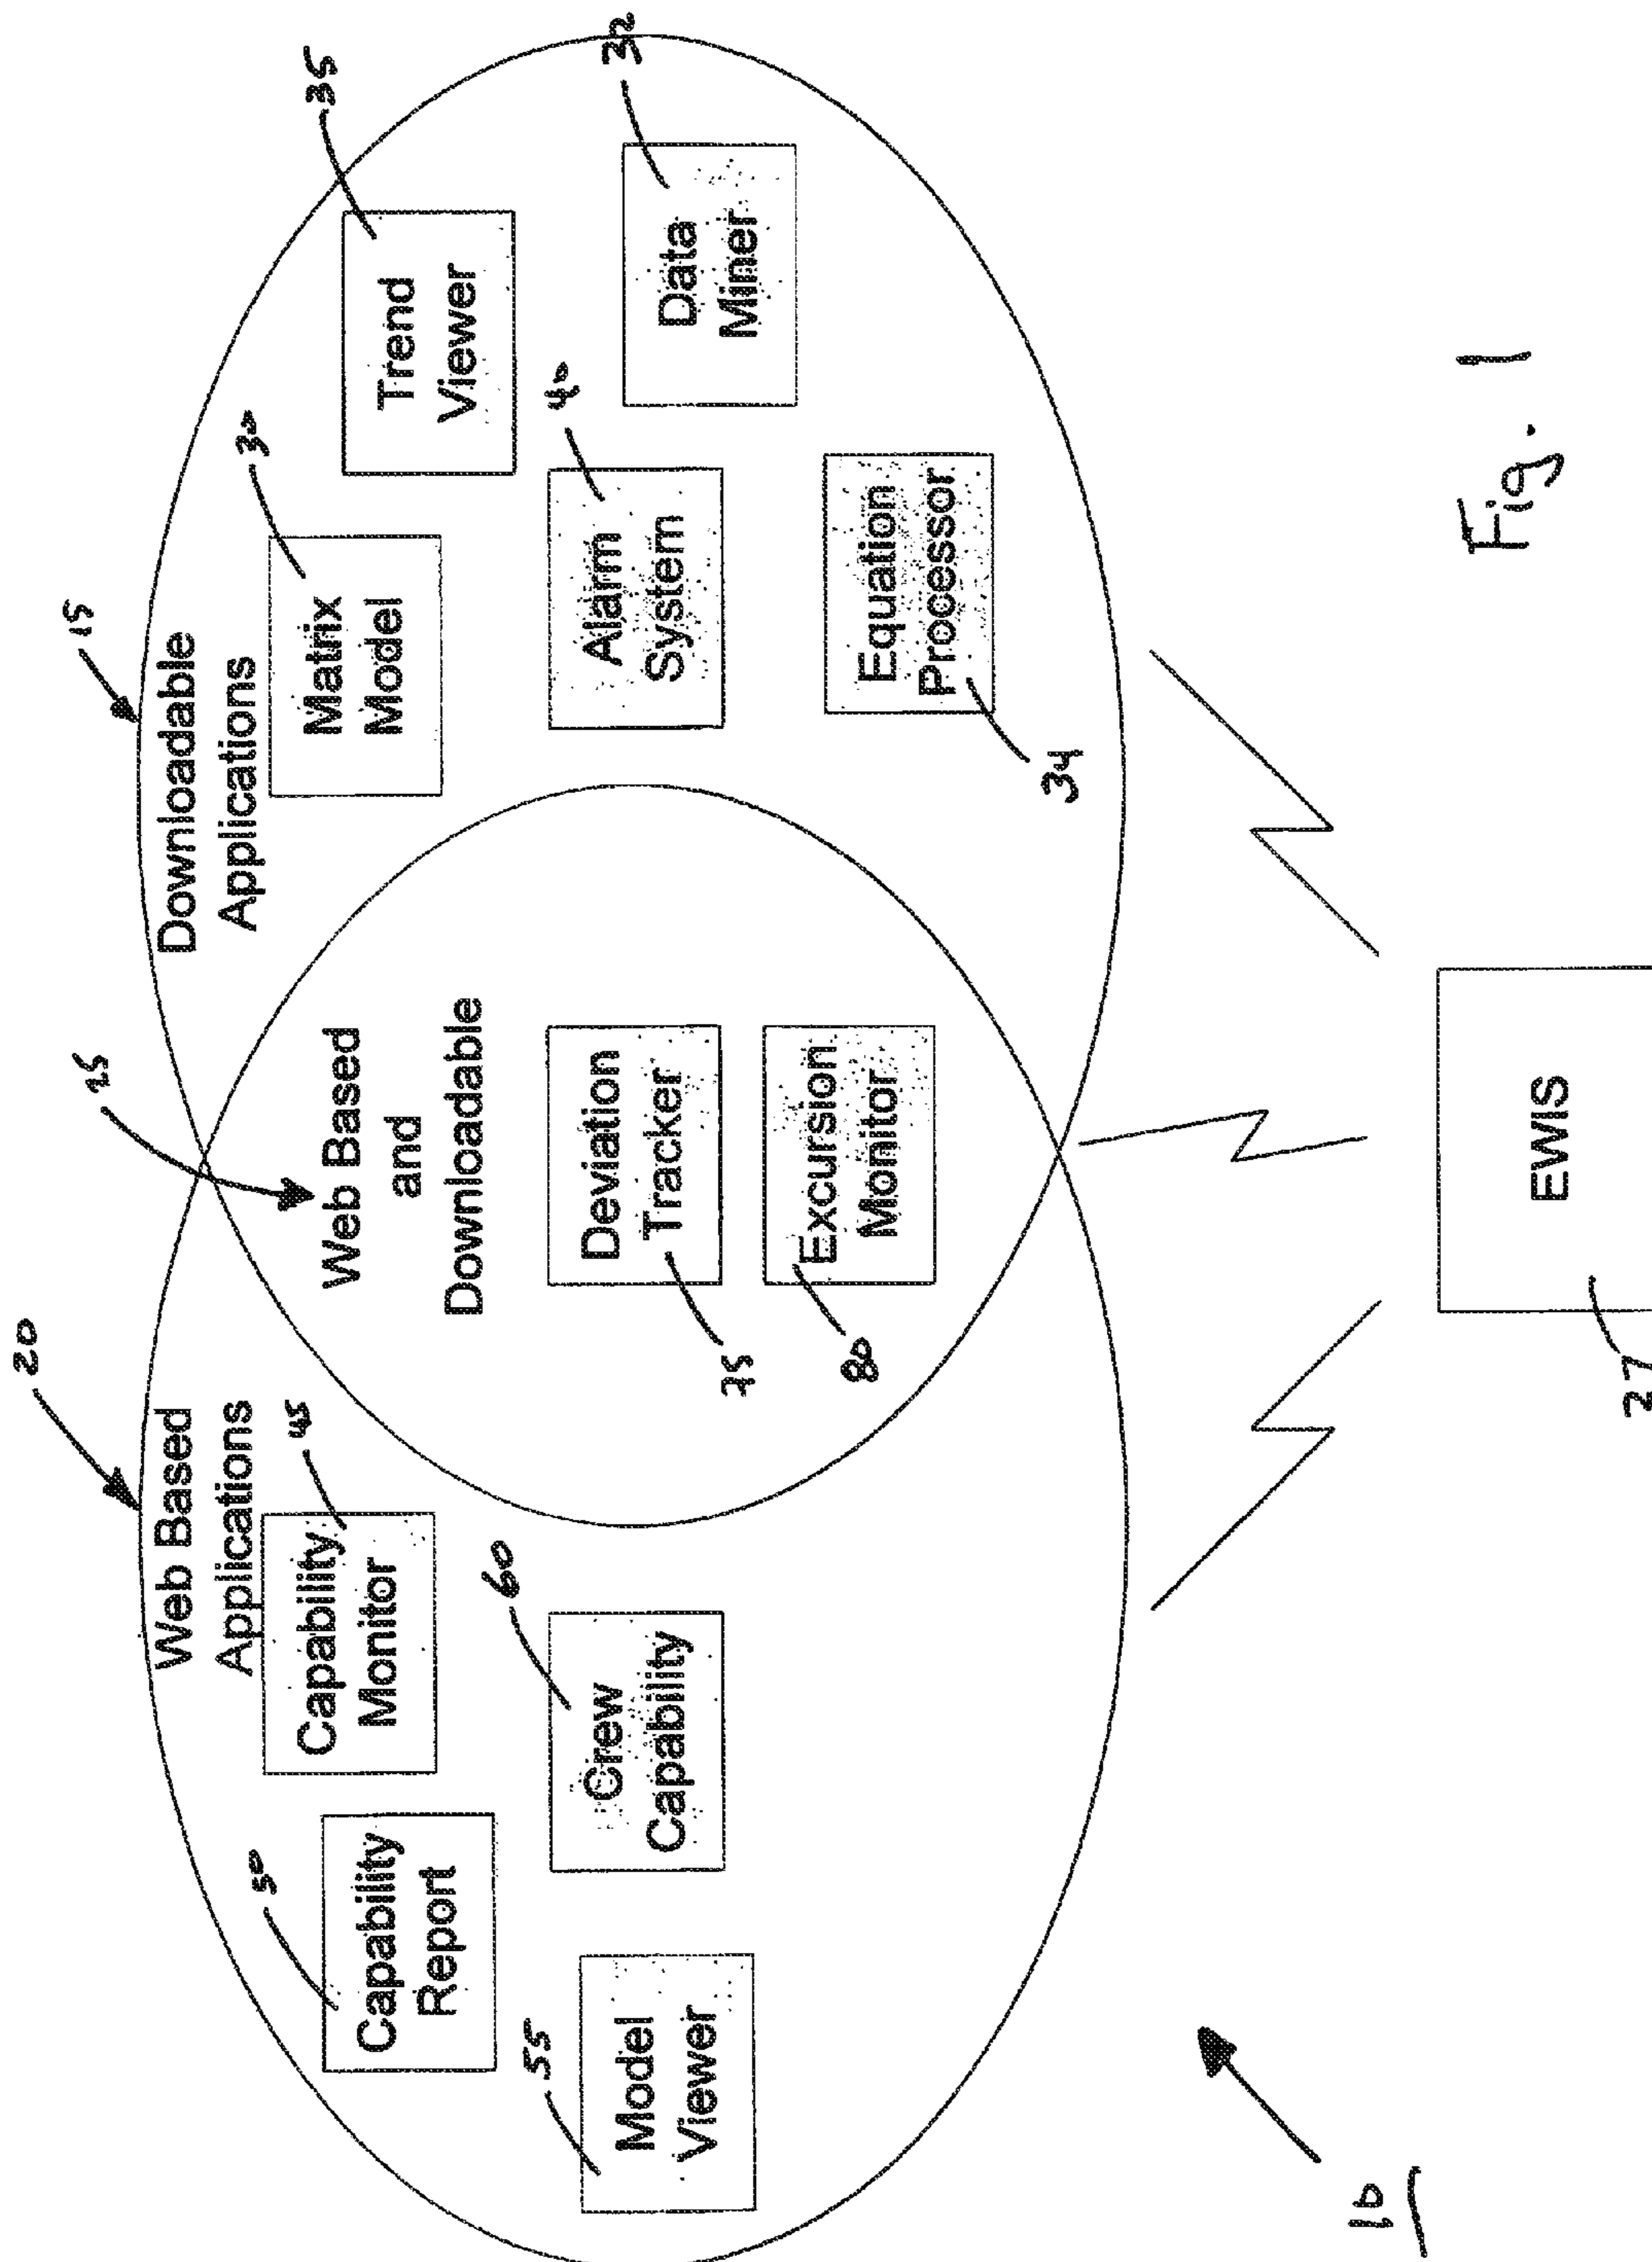 20
25
15
Web Based
Applications
Web Based
and
Downloadable
Downloadable
Applications
50
45
30
35
Capability
Report
Capability
Monitor
Matrix
Model
Trend
Viewer
55
60
40
32
Model
Viewer
Crew
Capability
Deviation
Tracker
75
Alarm
System
Data
Miner
80
Excursion
Monitor
Equation
Processor
34
10
EWIS
27
Fig. 1